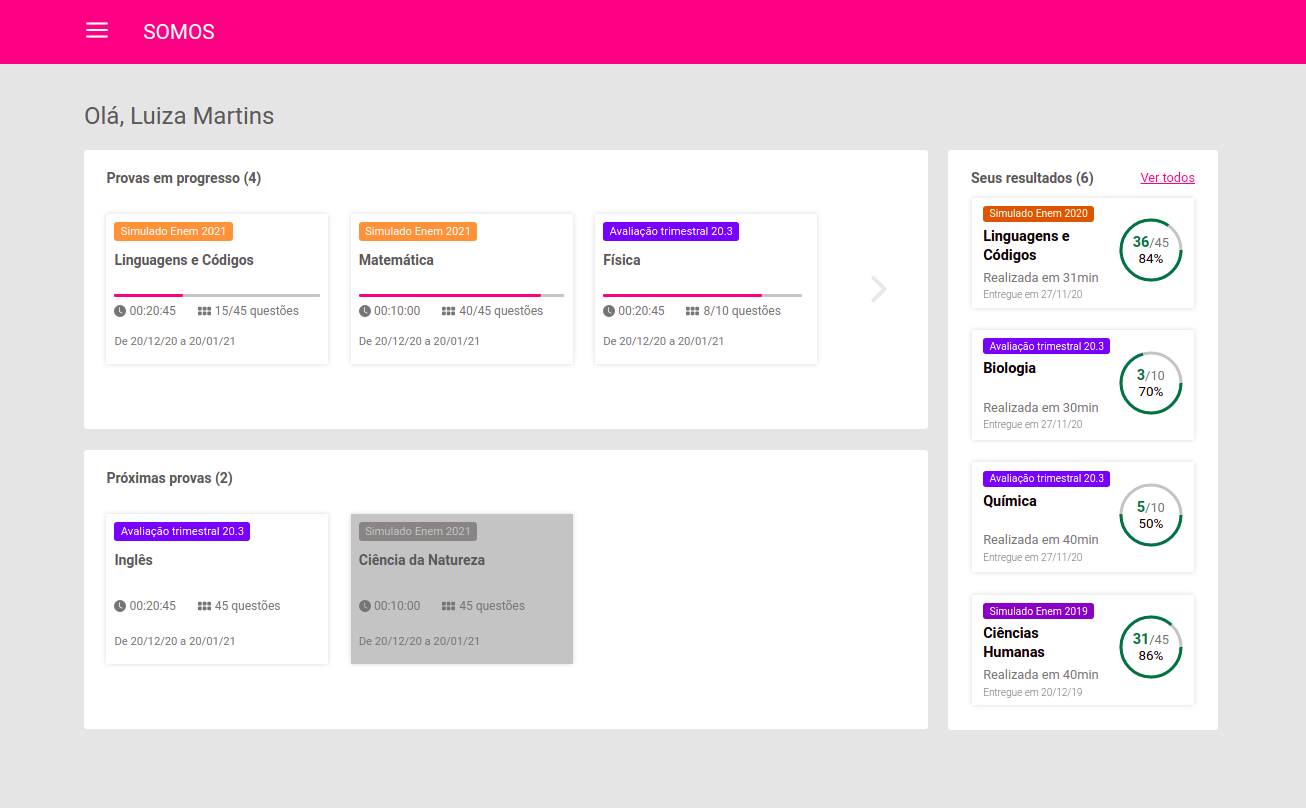 SOMOS
Olá, Luiza Martins
Provas em progresso (4)
Simulado Enem 2021
Linguagens e Códigos
00:20:45
15/45 questões
De 20/12/20 a 20/01/21
Simulado Enem 2021
Matemática
00:10:00
40/45 questões
De 20/12/20 a 20/01/21
Avaliação trimestral 20.3
Física
00:20:45
8/10 questões
De 20/12/20 a 20/01/21
Próximas provas (2)
Avaliação trimestral 20.3
Inglês
00:20:45
45 questões
De 20/12/20 a 20/01/21
Simulado Enem 2021
Ciência da Natureza
00:10:00
45 questões
De 20/12/20 a 20/01/21
Seus resultados (6)
Ver todos
Simulado Enem 2020
Linguagens e
Códigos
Realizada em 31min
Entregue em 27/11/20
36/45
84%
Avaliação trimestral 20.3
Biologia
Realizada em 30min
Entregue em 27/11/20
3/10
70%
Avaliação trimestral 20.3
Química
Realizada em 40min
Entregue em 27/11/20
5/10
50%
Simulado Enem 2019
Ciências
Humanas
Realizada em 40min
Entregue em 20/12/19
31/45
86%